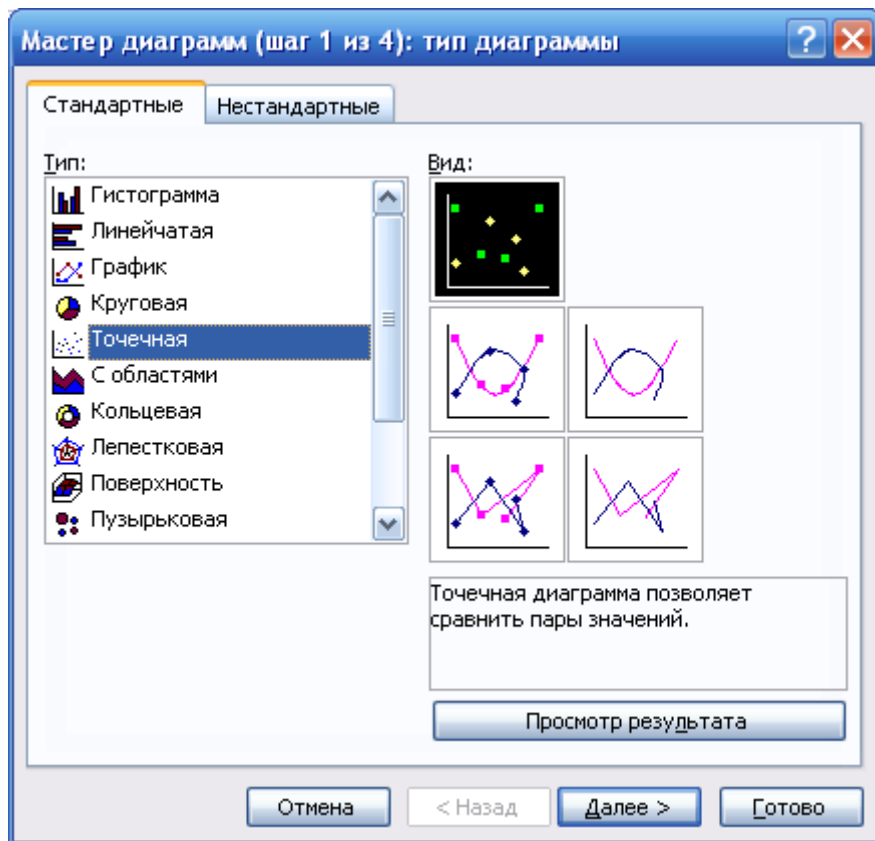 Мастер диаграмм (шаг 1 из 4): тип диаграммы
Стандартные
Нестандартные
Тип:
Гистограмма
Линейчатая
График
Круговая
Точечная
С областями
Кольцевая
Лепестковая
Поверхность
Пузырьковая
Вид:
Точечная диаграмма позволяет
сравнить пары значений.
Просмотр результата
Отмена
< Назад
Далее >
Готово